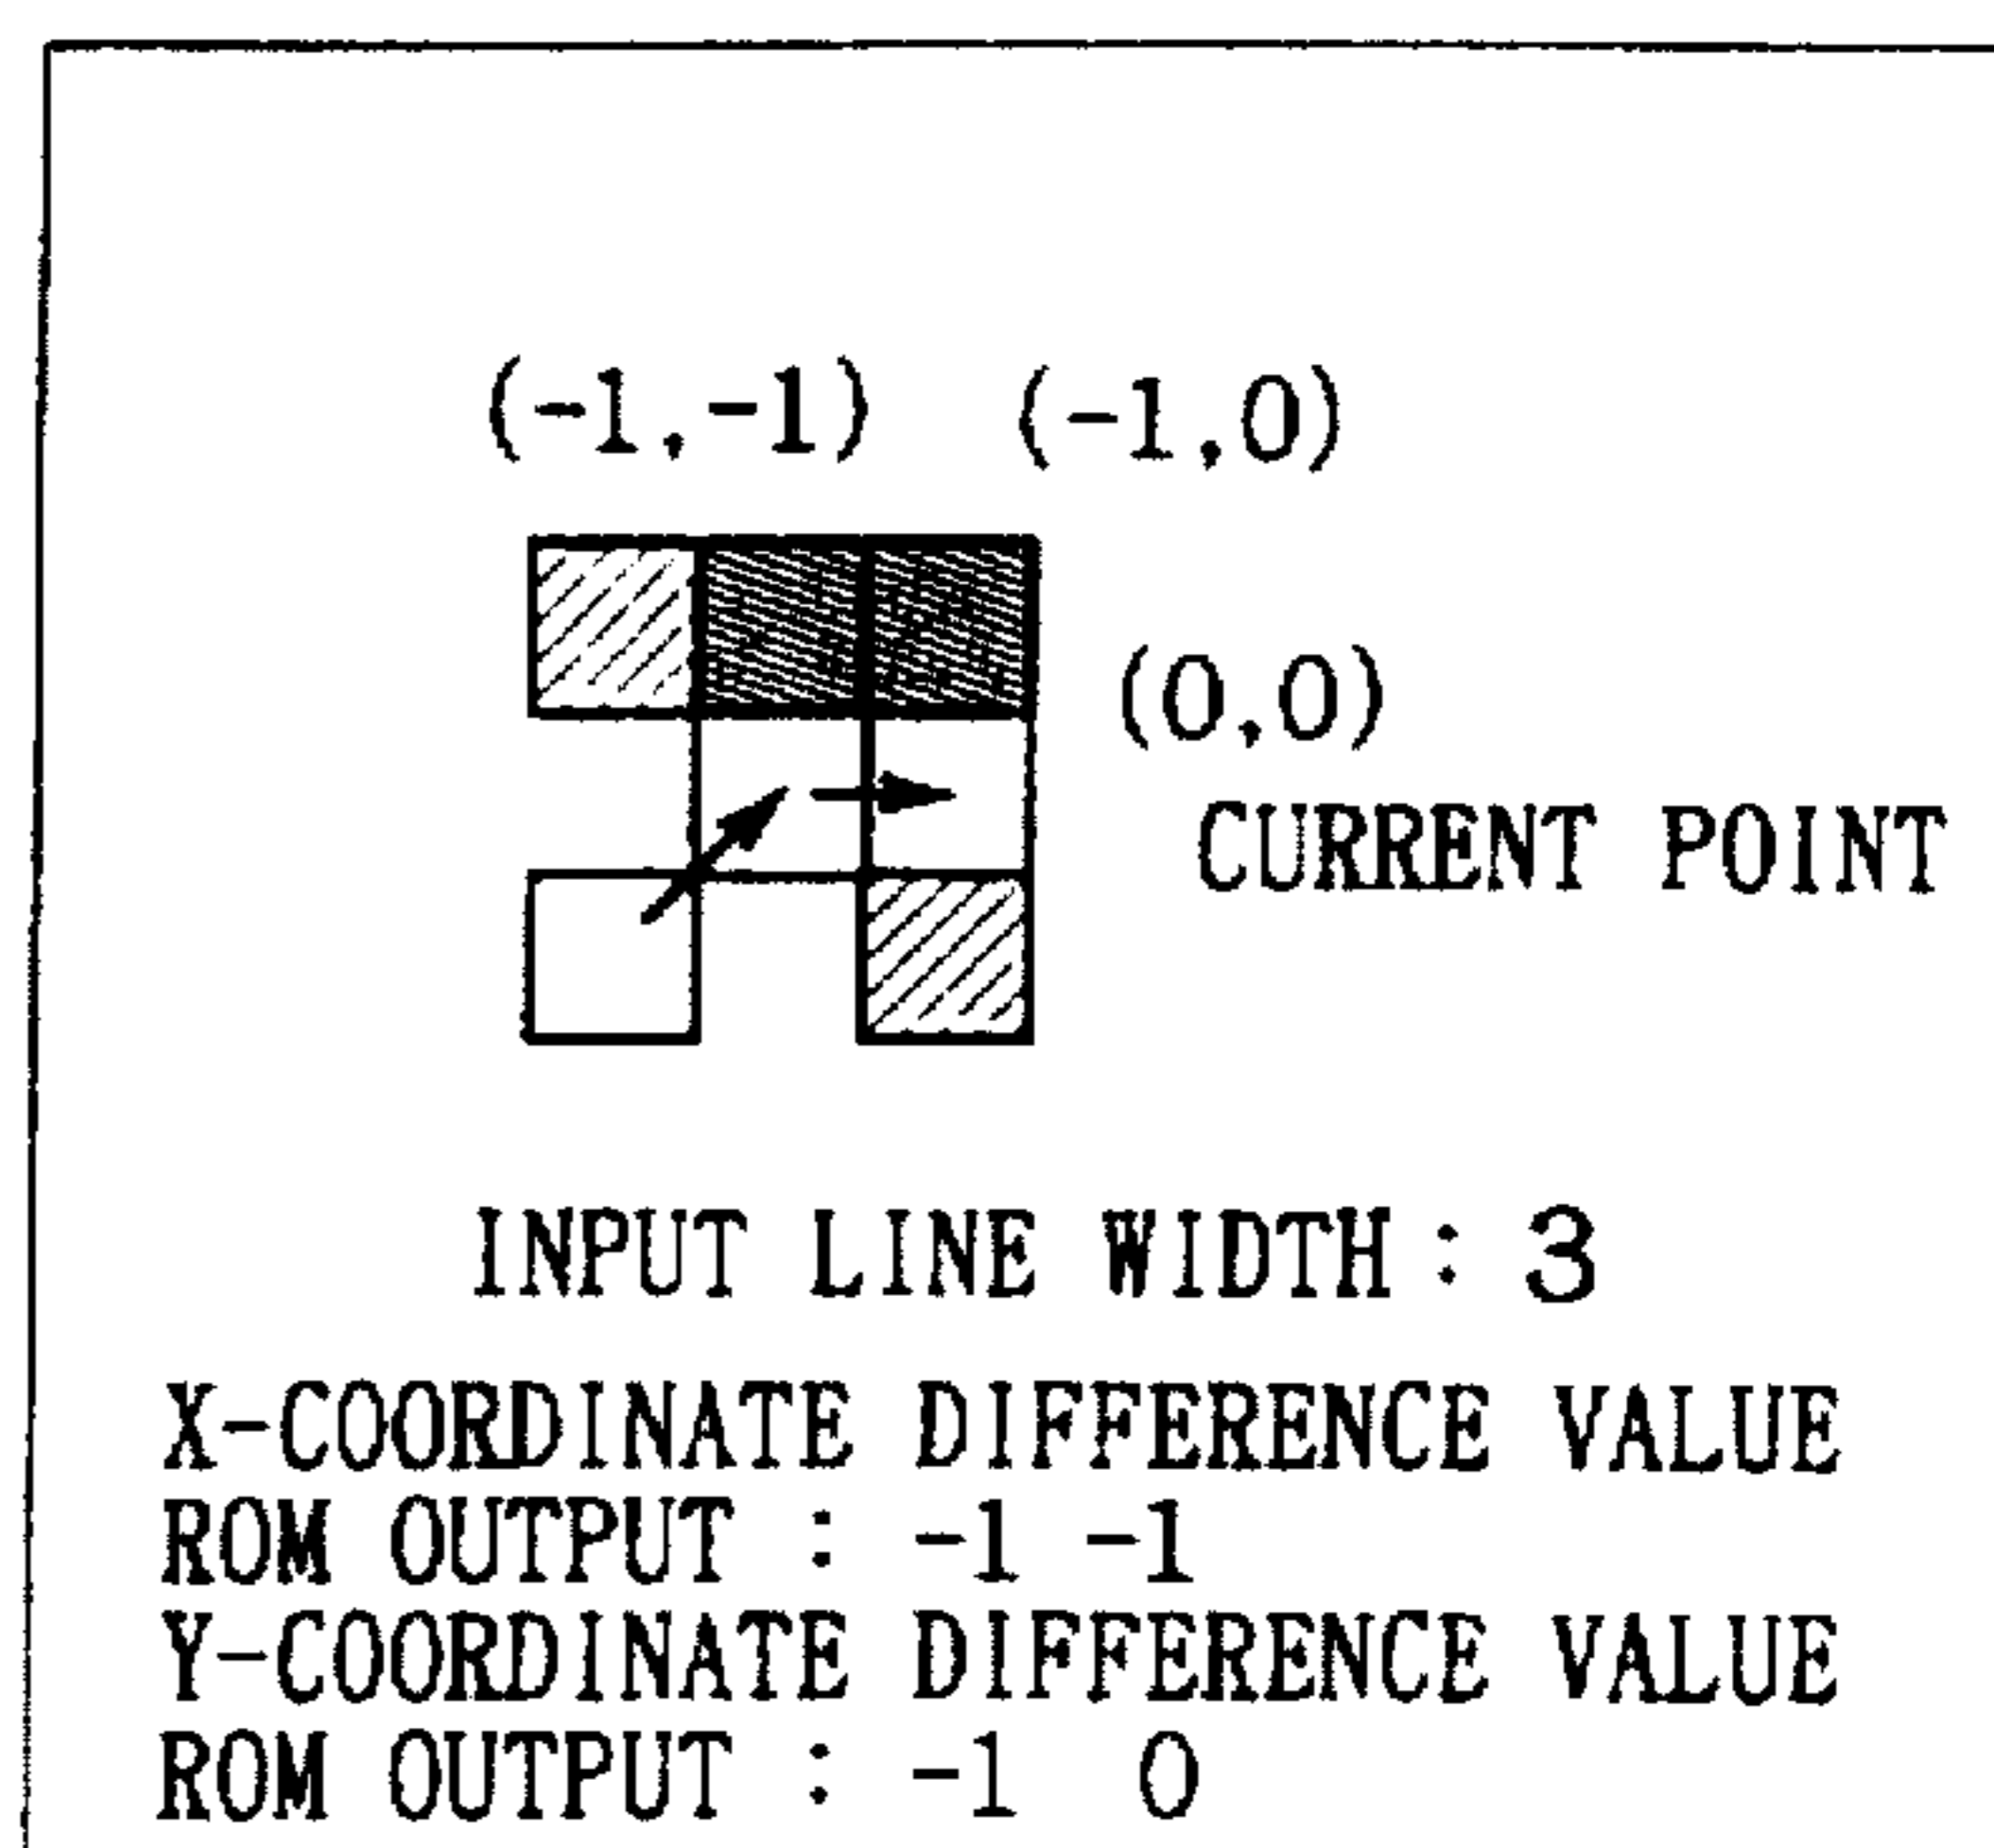 (-1,-1) (-1,0)
(0,0)
CURRENT POINT
INPUT LINE WIDTH : 3
X-COORDINATE DIFFERENCE VALUE
ROM OUTPUT : -1 -1
Y-COORDINATE DIFFERENCE VALUE
ROM OUTPUT : -1 0